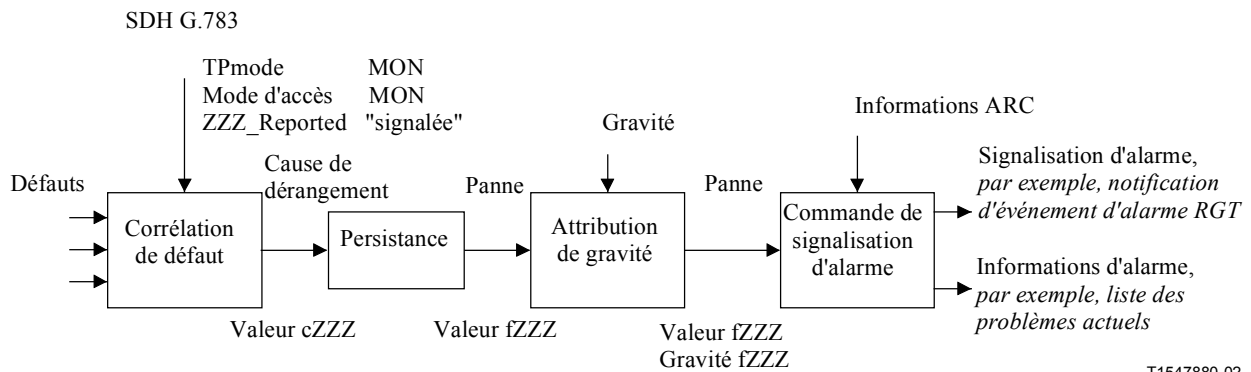 SDH G.783
TPmode MON
Mode d'accès MON
ZZZ_Reported "signalée"
Gravité
Informations ARC
Défauts
Corrélation
de défaut
Cause de
dérangement
Persistance
Panne
Attribution
de gravité
Panne
Commande de
signalisation
d'alarme
Signalisation d'alarme,
par exemple, notification
d'événement d'alarme RGT
Informations d'alarme,
par exemple, liste des
problèmes actuels
Valeur cZZZ
Valeur fZZZ
Valeur fZZZ
Gravité fZZZ